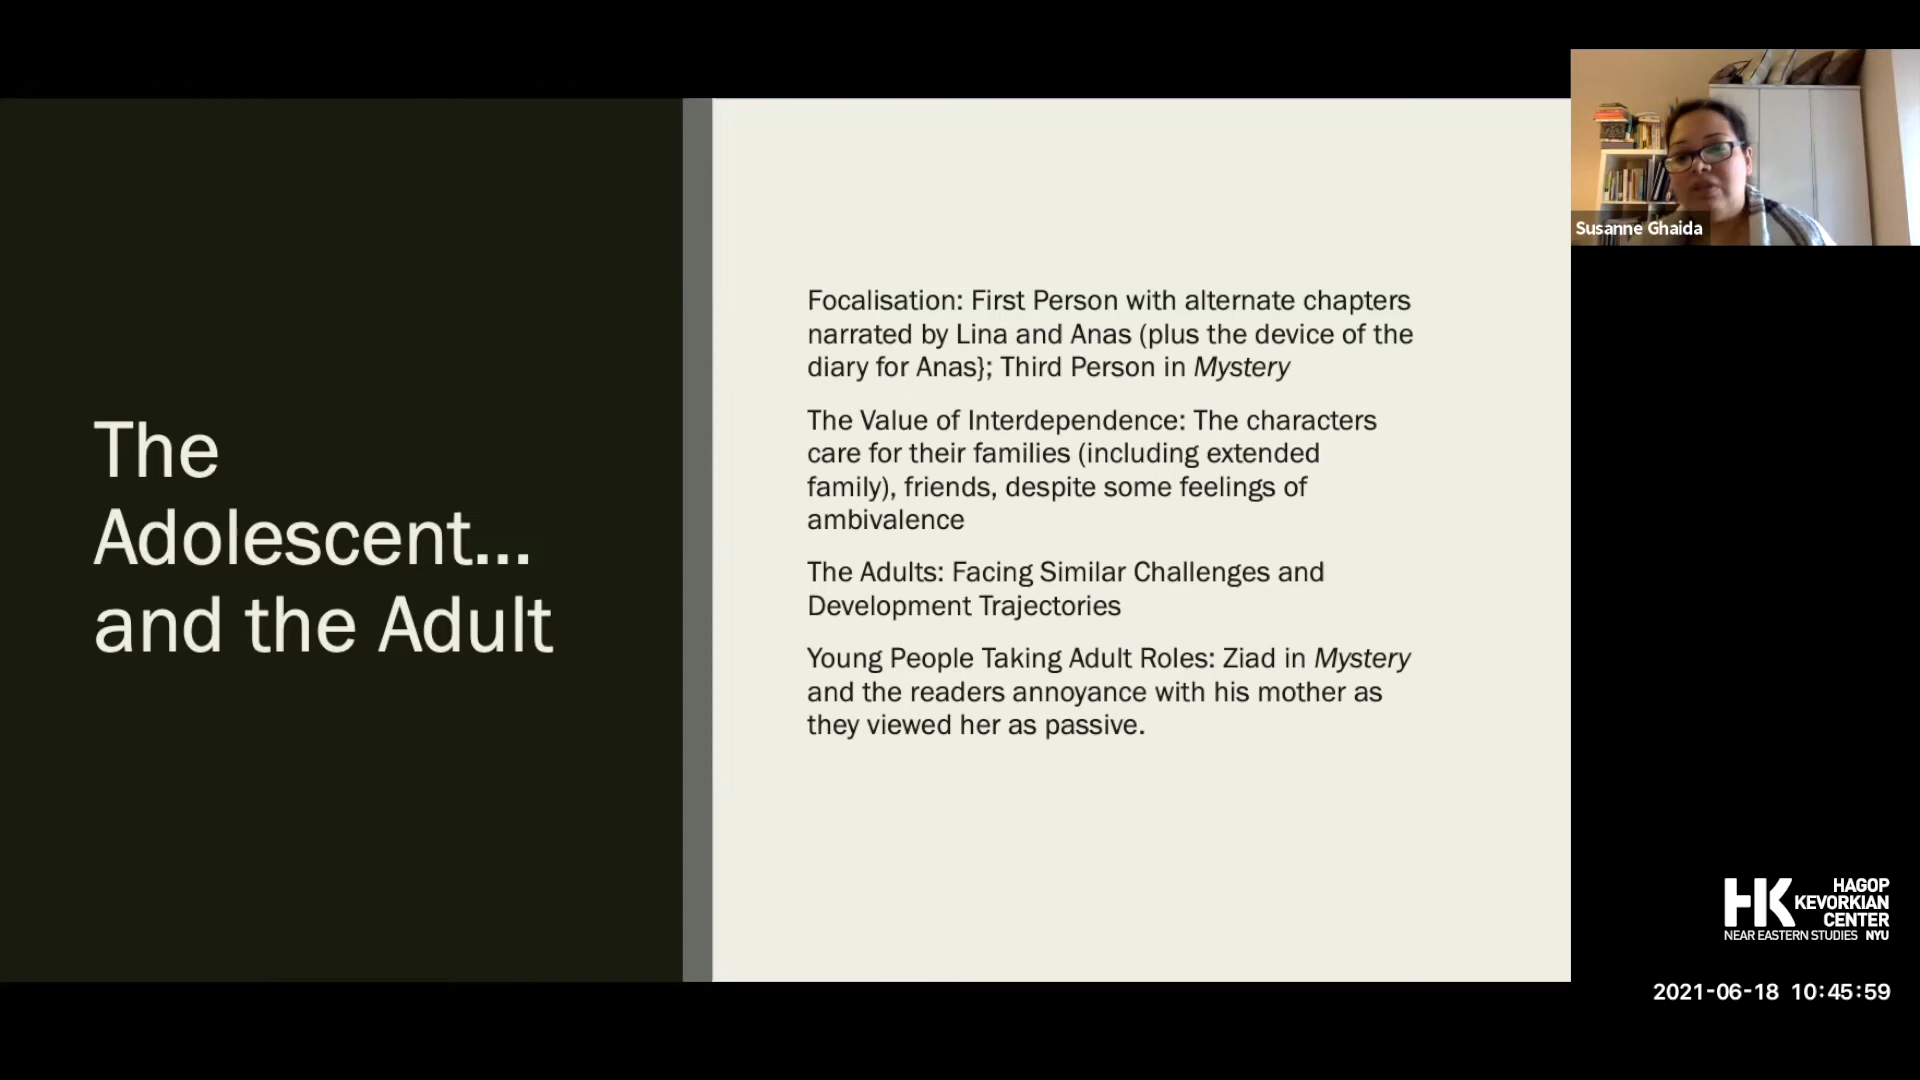 The
Adolescent...
and the Adult
Focalisation: First Person with alternate chapters
narrated by Lina and Anas (plus the device of the
diary for Anas}; Third Person in Mystery
The Value of Interdependence: The characters
care for their families (including extended
family), friends, despite some feelings of
ambivalence
The Adults: Facing Similar Challenges and
Development Trajectories
Young People Taking Adult Roles: Ziad in Mystery
and the readers annoyance with his mother as
they viewed her as passive.
Susanne Ghaida
HK
HAGOP
KEVORKIAN
CENTER
NEAR EASTERN STUDIES NYU
2021-06-18 10:45:59